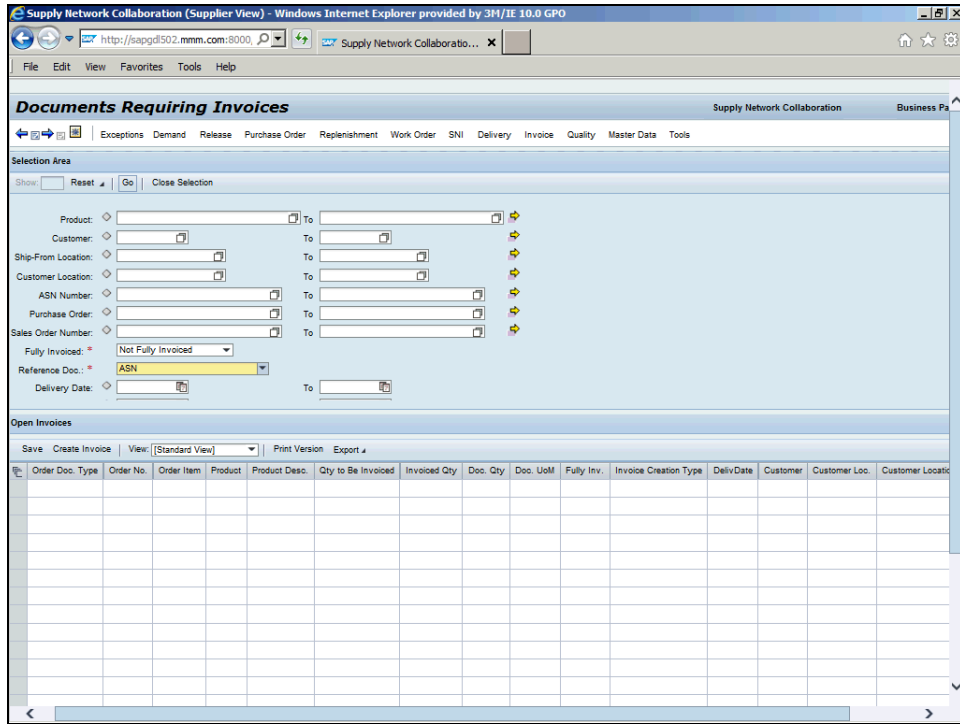 Supply Network Collaboration (Supplier View) - Windows Internet Explorer provided by 3M/IE 10.0 GPO
http://sapgdl502.mmm.com:8000, Supply Network Collaboratio...
File Edit View Favorites Tools Help
Documents Requiring Invoices Supply Network Collaboration Business Pa
Exceptions Demand Release Purchase Order Replenishment Work Order SNI Delivery Invoice Quality Master Data Tools
Selection Area
Show: Reset Go Close Selection
Product: To
Customer: To
Ship-From Location: To
Customer Location: To
ASN Number: To
Purchase Order: To
Sales Order Number: To
Fully Invoiced: * Not Fully Invoiced
Reference Doc.: * ASN
Delivery Date: To
Open Invoices
Save Create Invoice View: [Standard View] Print Version Export
Order Doc. Type Order No. Order Item Product Product Desc. Qty to Be Invoiced Invoiced Qty Doc. Qty Doc. UoM Fully Inv. Invoice Creation Type DelivDate Customer Customer Loc. Customer Locatio